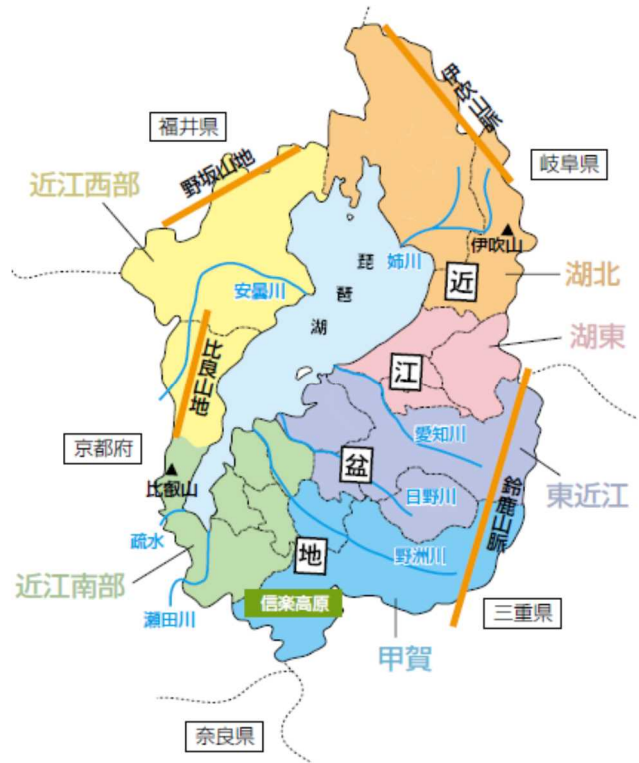 伊吹山脈
福井県
野坂山地
岐阜県
近江西部
伊吹山
琵琶湖
姉川
安曇川
近
湖北
湖東
比良山地
江
愛知川
京都府
比叡山
盆
日野川
東近江
鈴鹿山脈
疏水
地
野洲川
近江南部
信楽高原
瀬田川
三重県
甲賀
奈良県